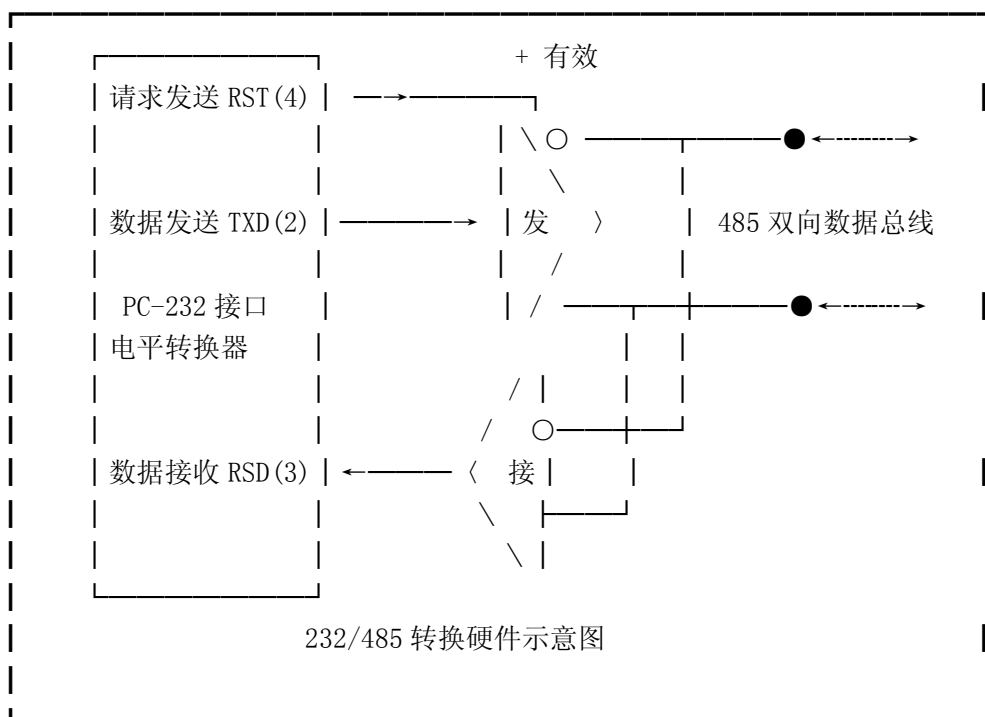 + 有效
请求发送 RST(4)
数据发送 TXD(2)
发
485 双向数据总线
PC-232 接口
电平转换器
数据接收 RSD(3)
接
232/485 转换硬件示意图